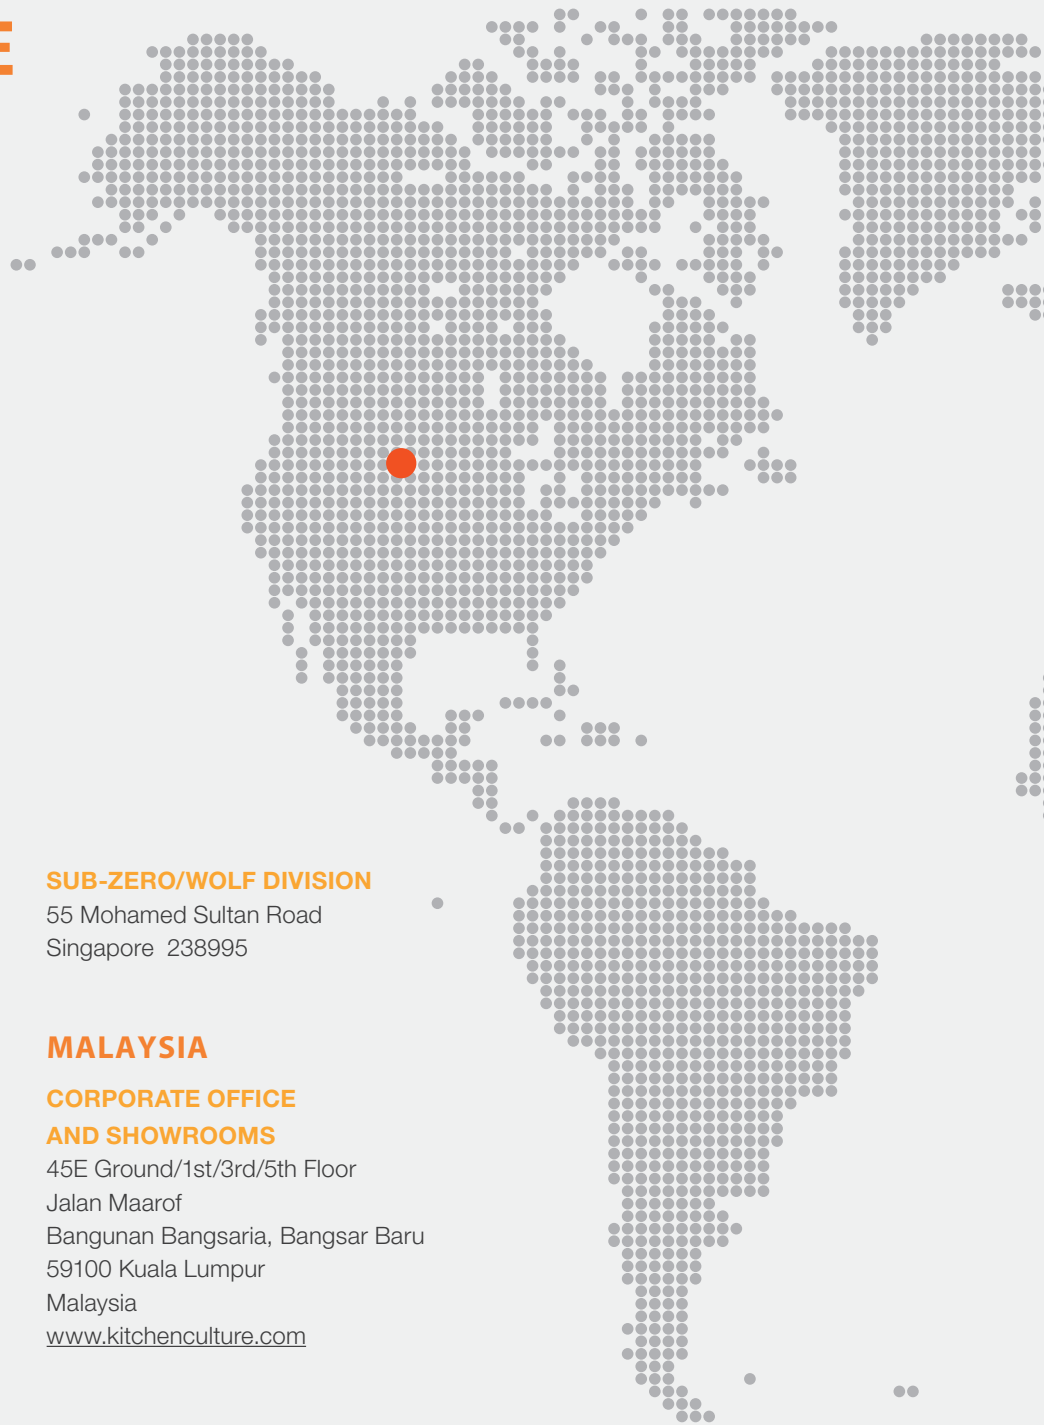 E
SUB-ZERO/WOLF DIVISION
55 Mohamed Sultan Road
Singapore 238995
MALAYSIA
CORPORATE OFFICE
AND SHOWROOMS
45E Ground/1st/3rd/5th Floor
Jalan Maarof
Bangunan Bangsaria, Bangsar Baru
59100 Kuala Lumpur
Malaysia
www.kitchenculture.com